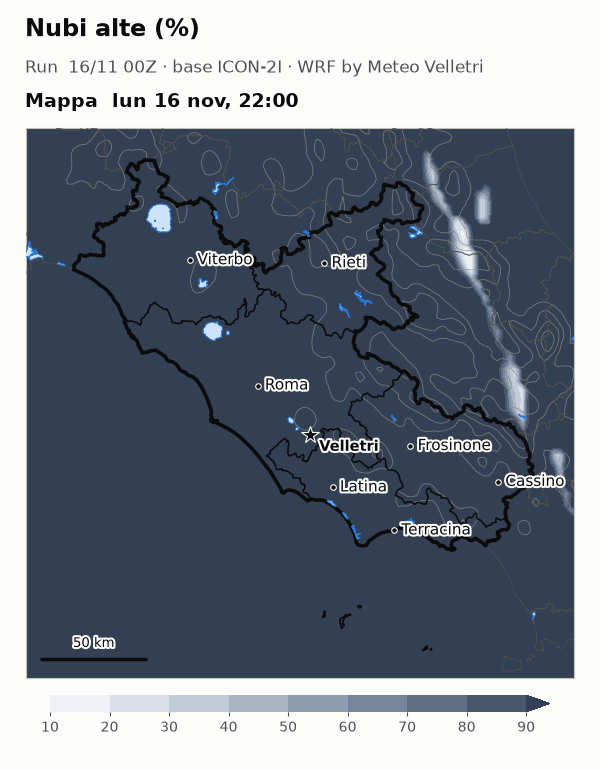 Nubi alte (%)
Run  16/11 00Z · base ICON-2I · WRF by Meteo Velletri
Mappa  lun 16 nov, 22:00
Viterbo
Rieti
Roma
Velletri
Frosinone
Cassino
Latina
Terracina
50 km
10 20 30 40 50 60 70 80 90